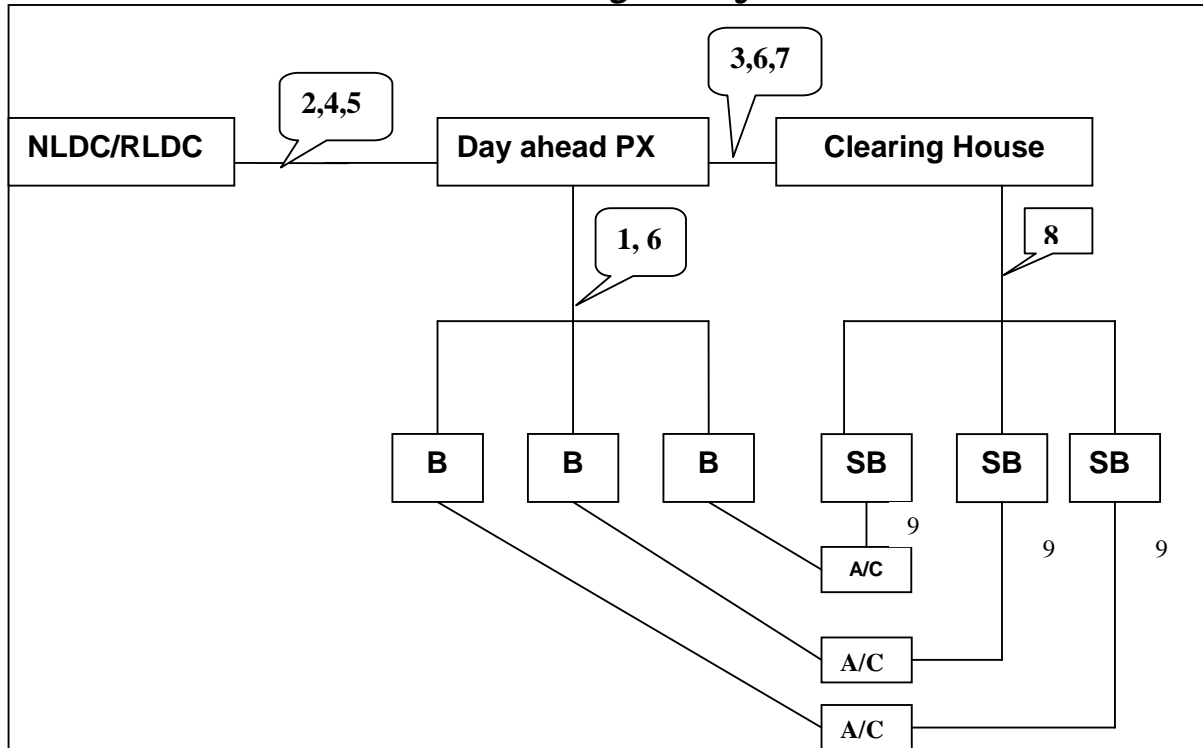 3,6,7
2,4,5
NLDC/RLDC
Day ahead PX
Clearing House
1, 6
8
B
B
B
SB
SB
SB
9
9
9
A/C
A/C
A/C